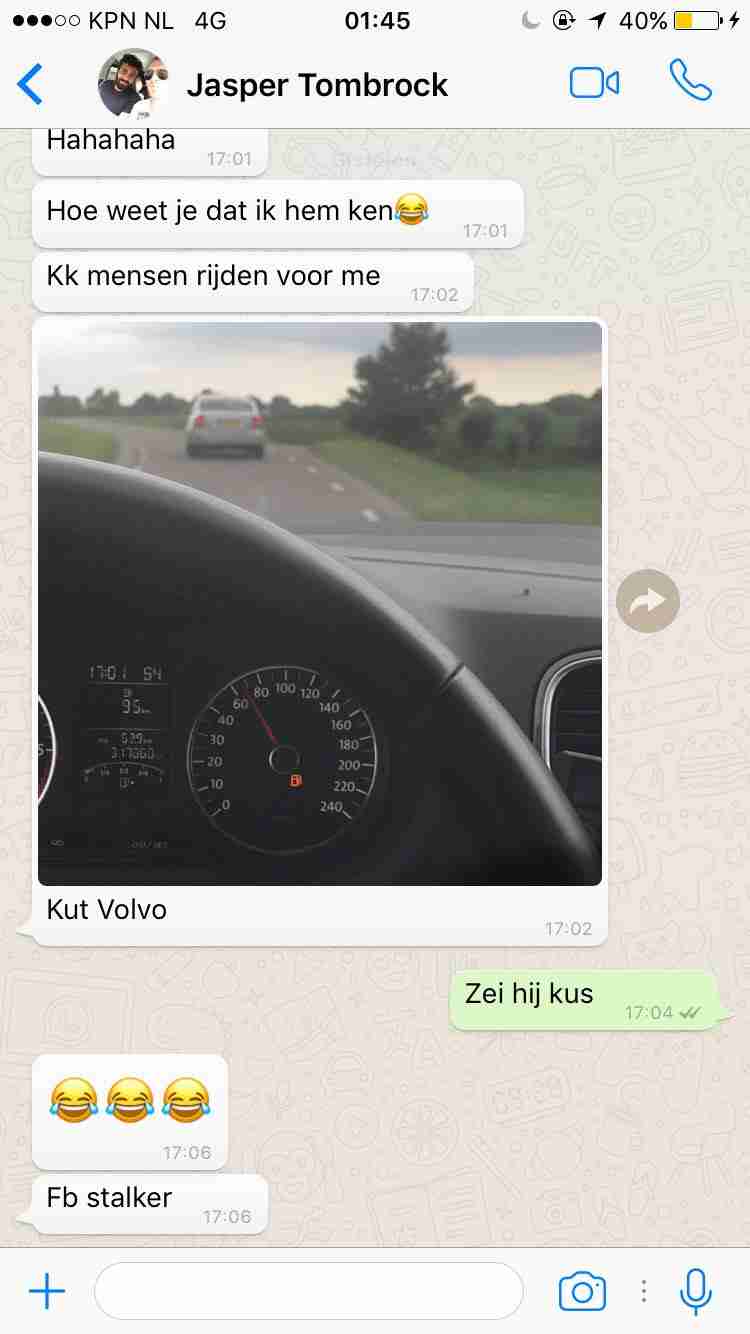 KPN NL 4G 01:45 40%
Jasper Tombrock
Hahahaha
17:01
Gisteren
Hoe weet je dat ik hem ken😂
17:01
Kk mensen rijden voor me
17:02
17:01 54
95
317660
0 10 20 30 40 60 80 100 120 140 160 180 200 220 240
Kut Volvo
17:02
Zei hij kus
17:04
😂😂😂
17:06
Fb stalker
17:06